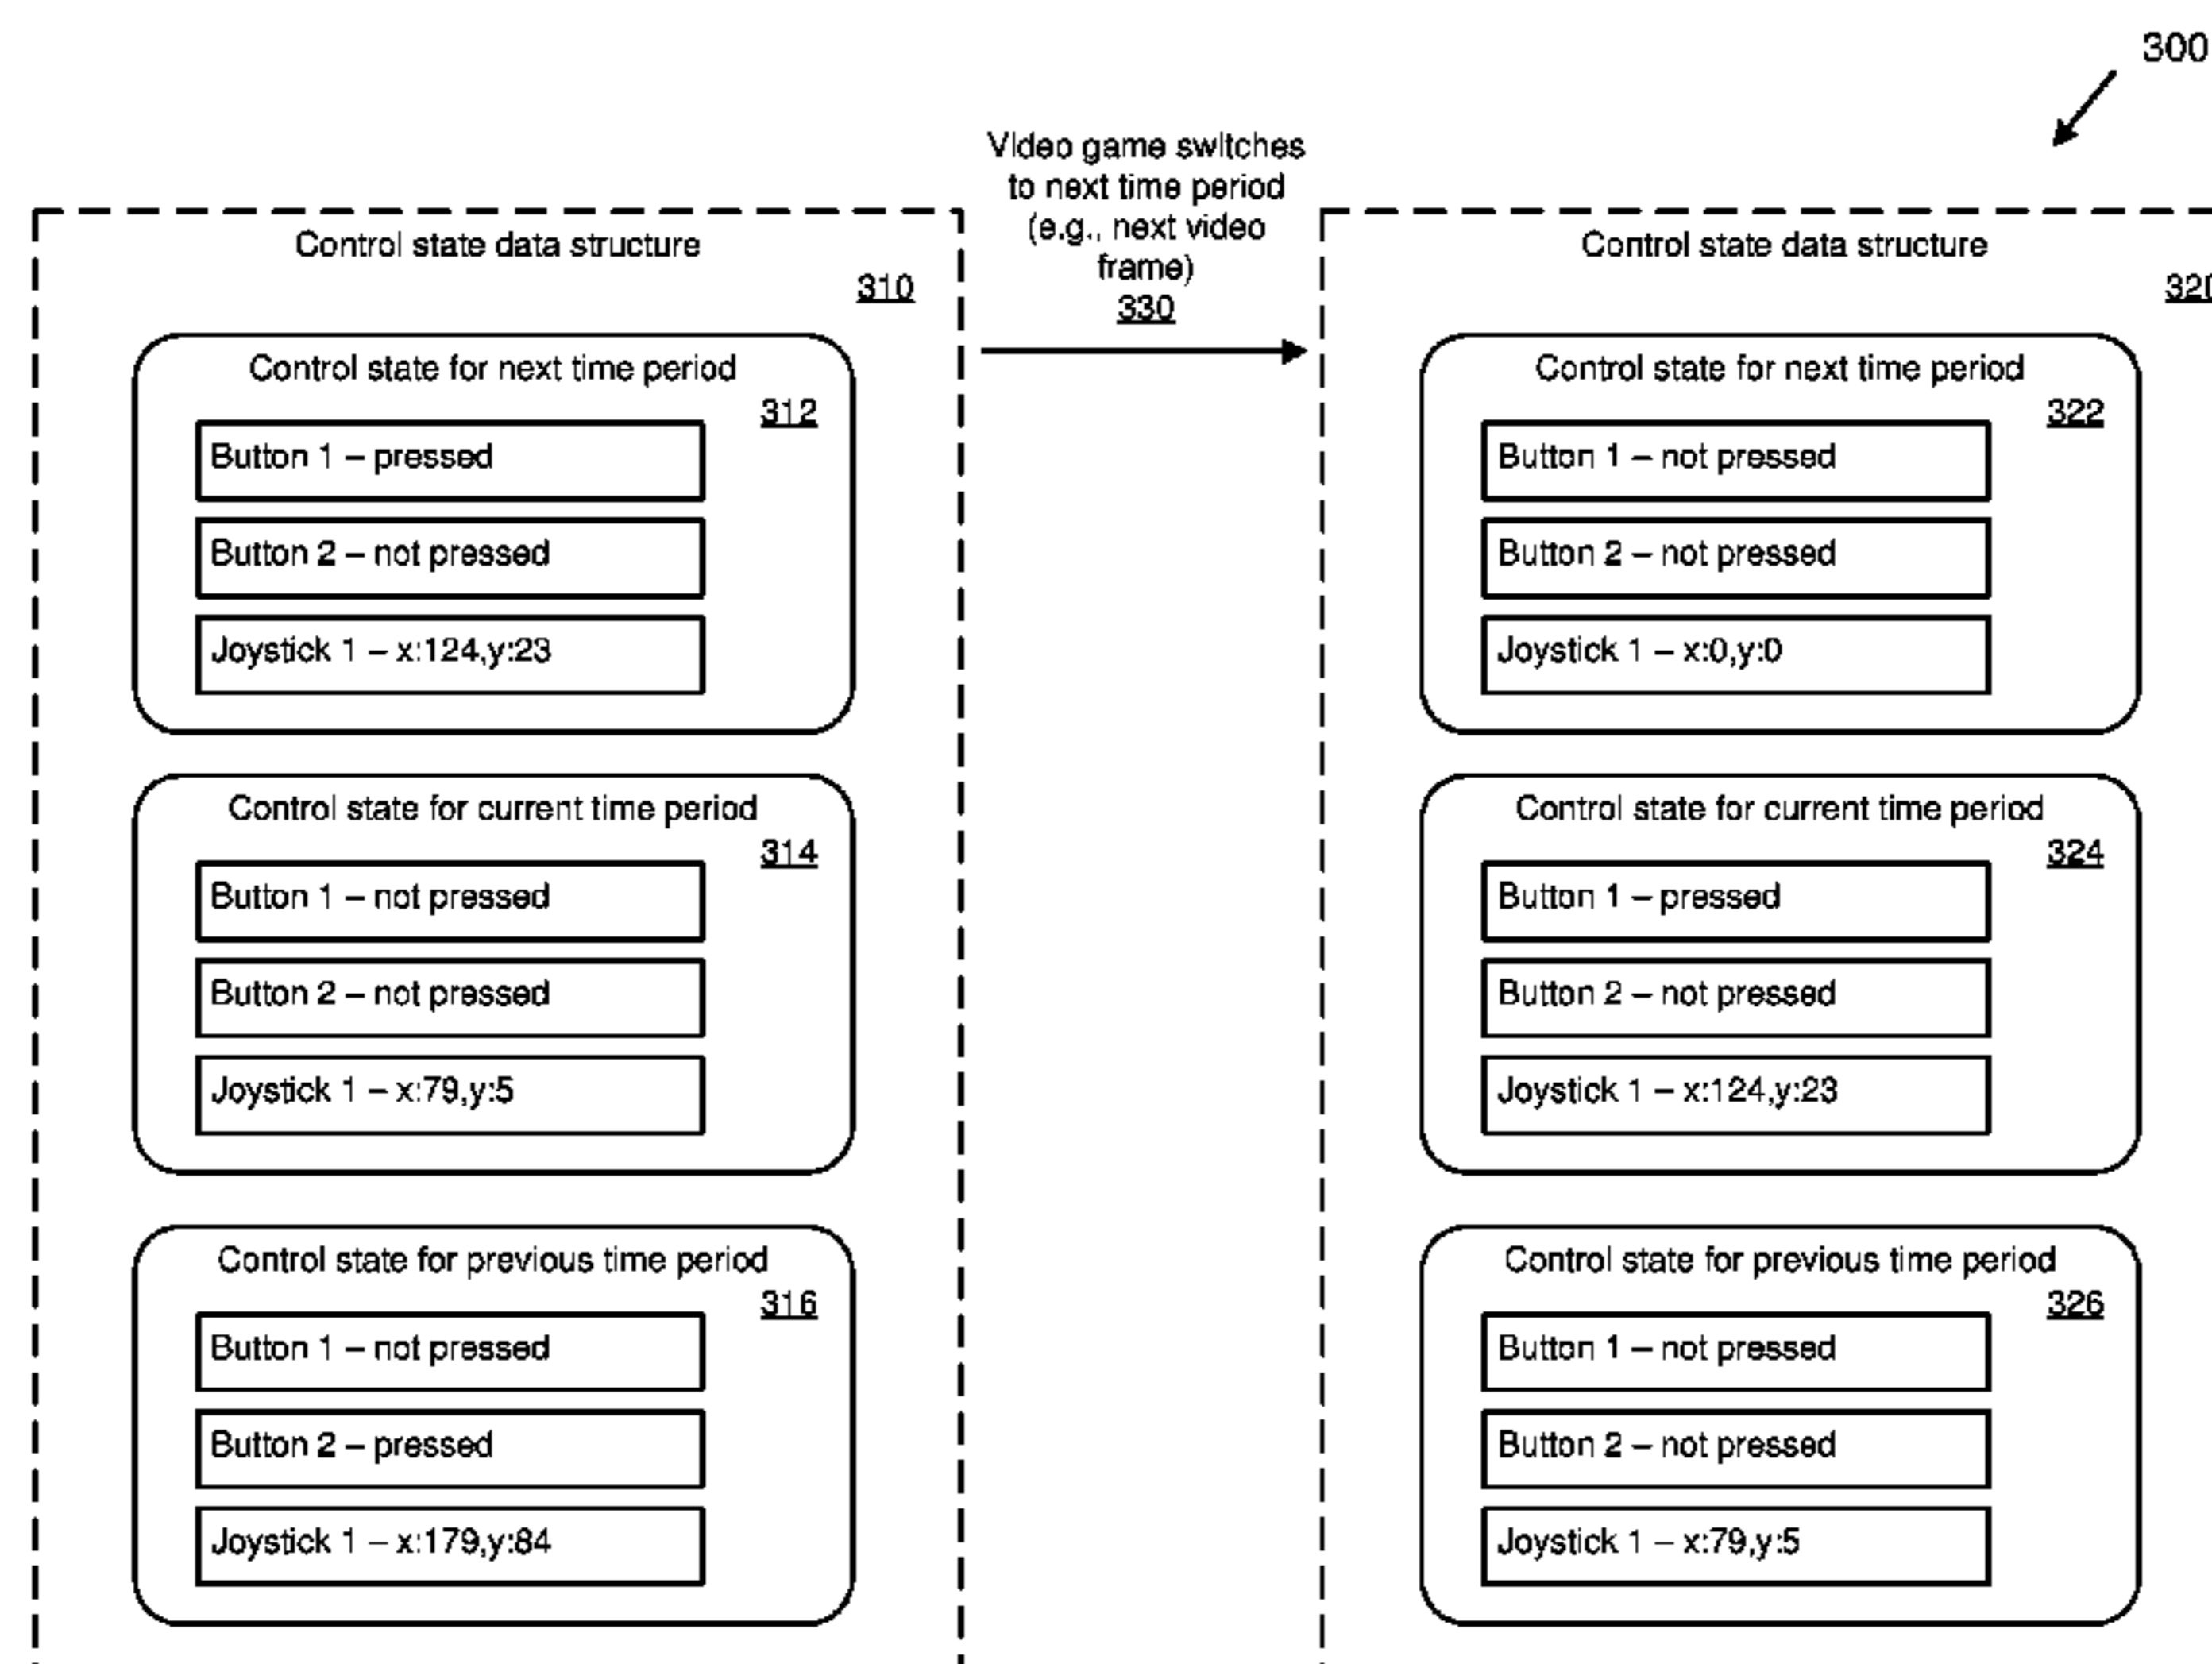 300
Video game switches
to next time period
(e.g., next video
frame)
330
Control state data structure
310
Control state for next time period
312
Button 1 – pressed
Button 2 – not pressed
Joystick 1 – x:124,y:23
Control state for current time period
314
Button 1 – not pressed
Button 2 – not pressed
Joystick 1 – x:79,y:5
Control state for previous time period
316
Button 1 – not pressed
Button 2 – pressed
Joystick 1 – x:179,y:84
Control state data structure
320
Control state for next time period
322
Button 1 – not pressed
Button 2 – not pressed
Joystick 1 – x:0,y:0
Control state for current time period
324
Button 1 – pressed
Button 2 – not pressed
Joystick 1 – x:124,y:23
Control state for previous time period
326
Button 1 – not pressed
Button 2 – not pressed
Joystick 1 – x:79,y:5